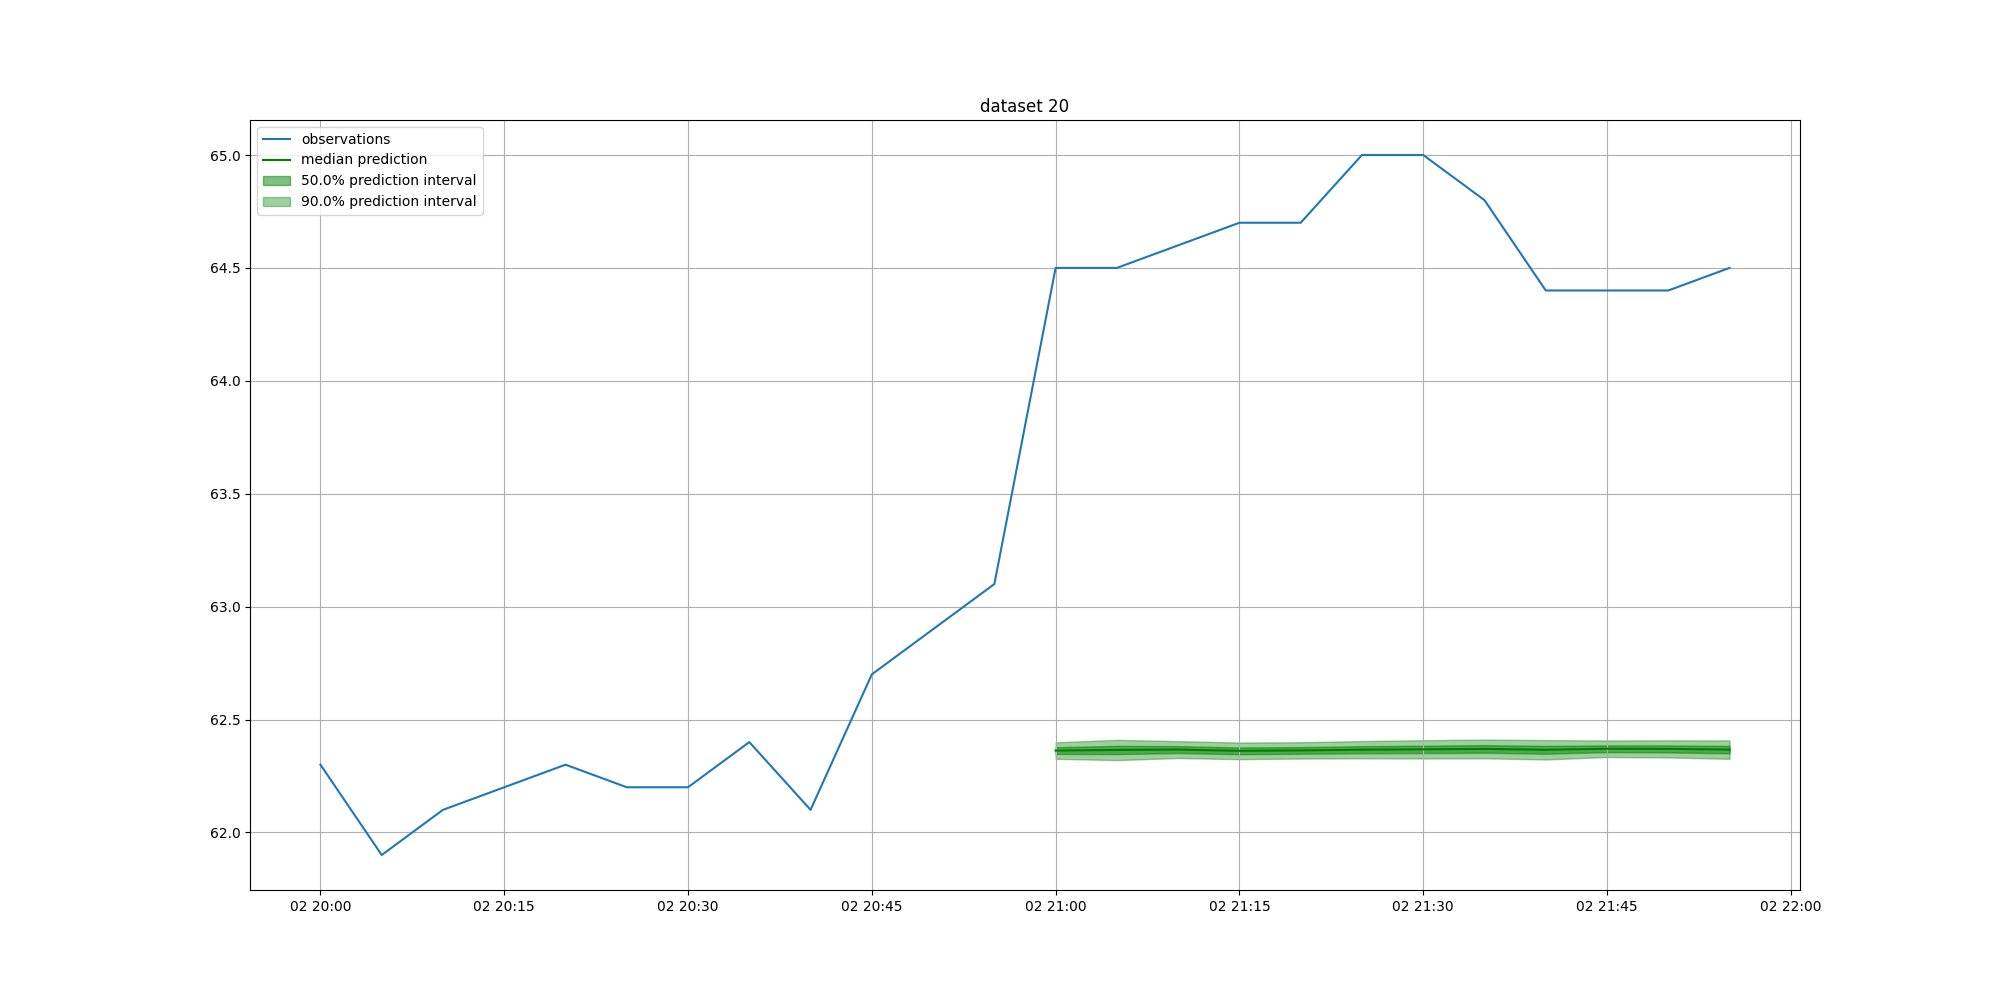 dataset 20
observations
median prediction
50.0% prediction interval
90.0% prediction interval
65.0
64.5
64.0
63.5
63.0
62.5
62.0
02 20:00 02 20:15 02 20:30 02 20:45 02 21:00 02 21:15 02 21:30 02 21:45 02 22:00